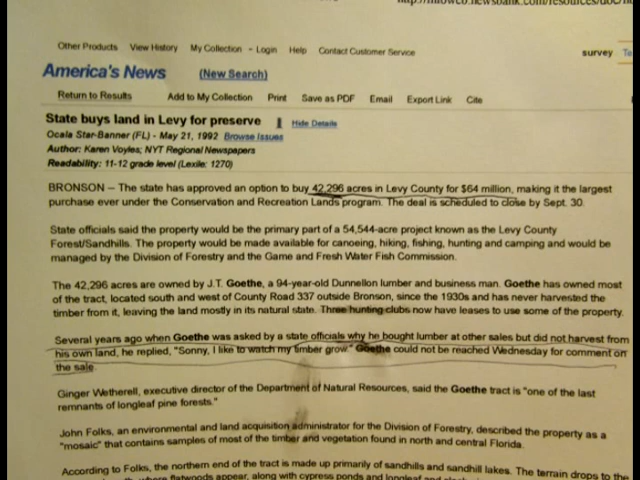 Other Products View History My Collection - Login Help Contact Customer Service survey
America's News (New Search)
Return to Results Add to My Collection Print Save as PDF Email Export Link Cite
State buys land in Levy for preserve Hide Details
Ocala Star-Banner (FL) - May 21, 1992 Browse Issues
Author: Karen Voyles; NYT Regional Newspapers
Readability: 11-12 grade level (Lexile: 1270)
BRONSON – The state has approved an option to buy 42,296 acres in Levy County for $64 million, making it the largest
purchase ever under the Conservation and Recreation Lands program. The deal is scheduled to close by Sept. 30.
State officials said the property would be the primary part of a 54,544-acre project known as the Levy County
Forest/Sandhills. The property would be made available for canoeing, hiking, fishing, hunting and camping and would be
managed by the Division of Forestry and the Game and Fresh Water Fish Commission.
The 42,296 acres are owned by J.T. Goethe, a 94-year-old Dunnellon lumber and business man. Goethe has owned most
of the tract, located south and west of County Road 337 outside Bronson, since the 1930s and has never harvested the
timber from it, leaving the land mostly in its natural state. Three hunting clubs now have leases to use some of the property.
Several years ago when Goethe was asked by a state officials why he bought lumber at other sales but did not harvest from
his own land, he replied, "Sonny, I like to watch my timber grow." Goethe could not be reached Wednesday for comment on
the sale.
Ginger Wetherell, executive director of the Department of Natural Resources, said the Goethe tract is "one of the last
remnants of longleaf pine forests."
John Folks, an environmental and land acquisition administrator for the Division of Forestry, described the property as a
"mosaic" that contains samples of most of the timber and vegetation found in north and central Florida.
According to Folks, the northern end of the tract is made up primarily of sandhills and sandhill lakes. The terrain drops to the
where flatwoods appear, along with cypress ponds and longleaf and